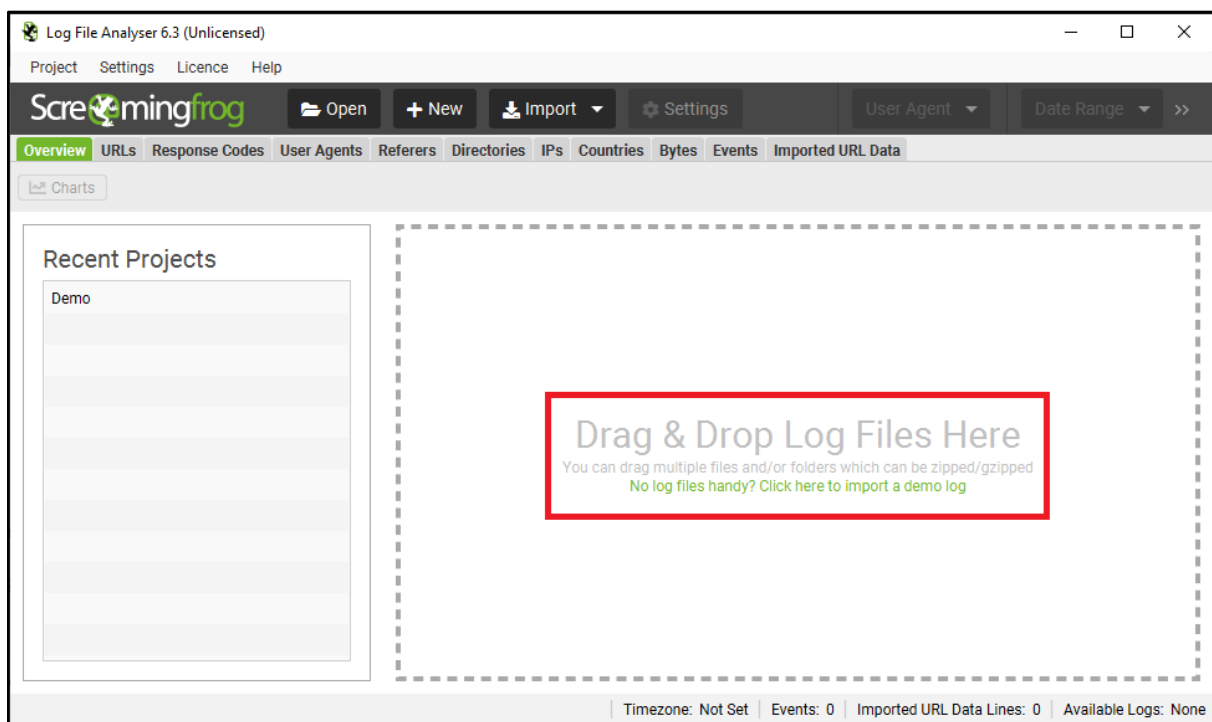 Log File Analyser 6.3 (Unlicensed)
Project Settings Licence Help
Screamingfrog Open New Import Settings User Agent Date Range >>
Overview URLs Response Codes User Agents Referers Directories IPs Countries Bytes Events Imported URL Data
Charts
Recent Projects
Demo
Drag & Drop Log Files Here
You can drag multiple files and/or folders which can be zipped/gzipped
No log files handy? Click here to import a demo log
Timezone: Not Set Events: 0 Imported URL Data Lines: 0 Available Logs: None